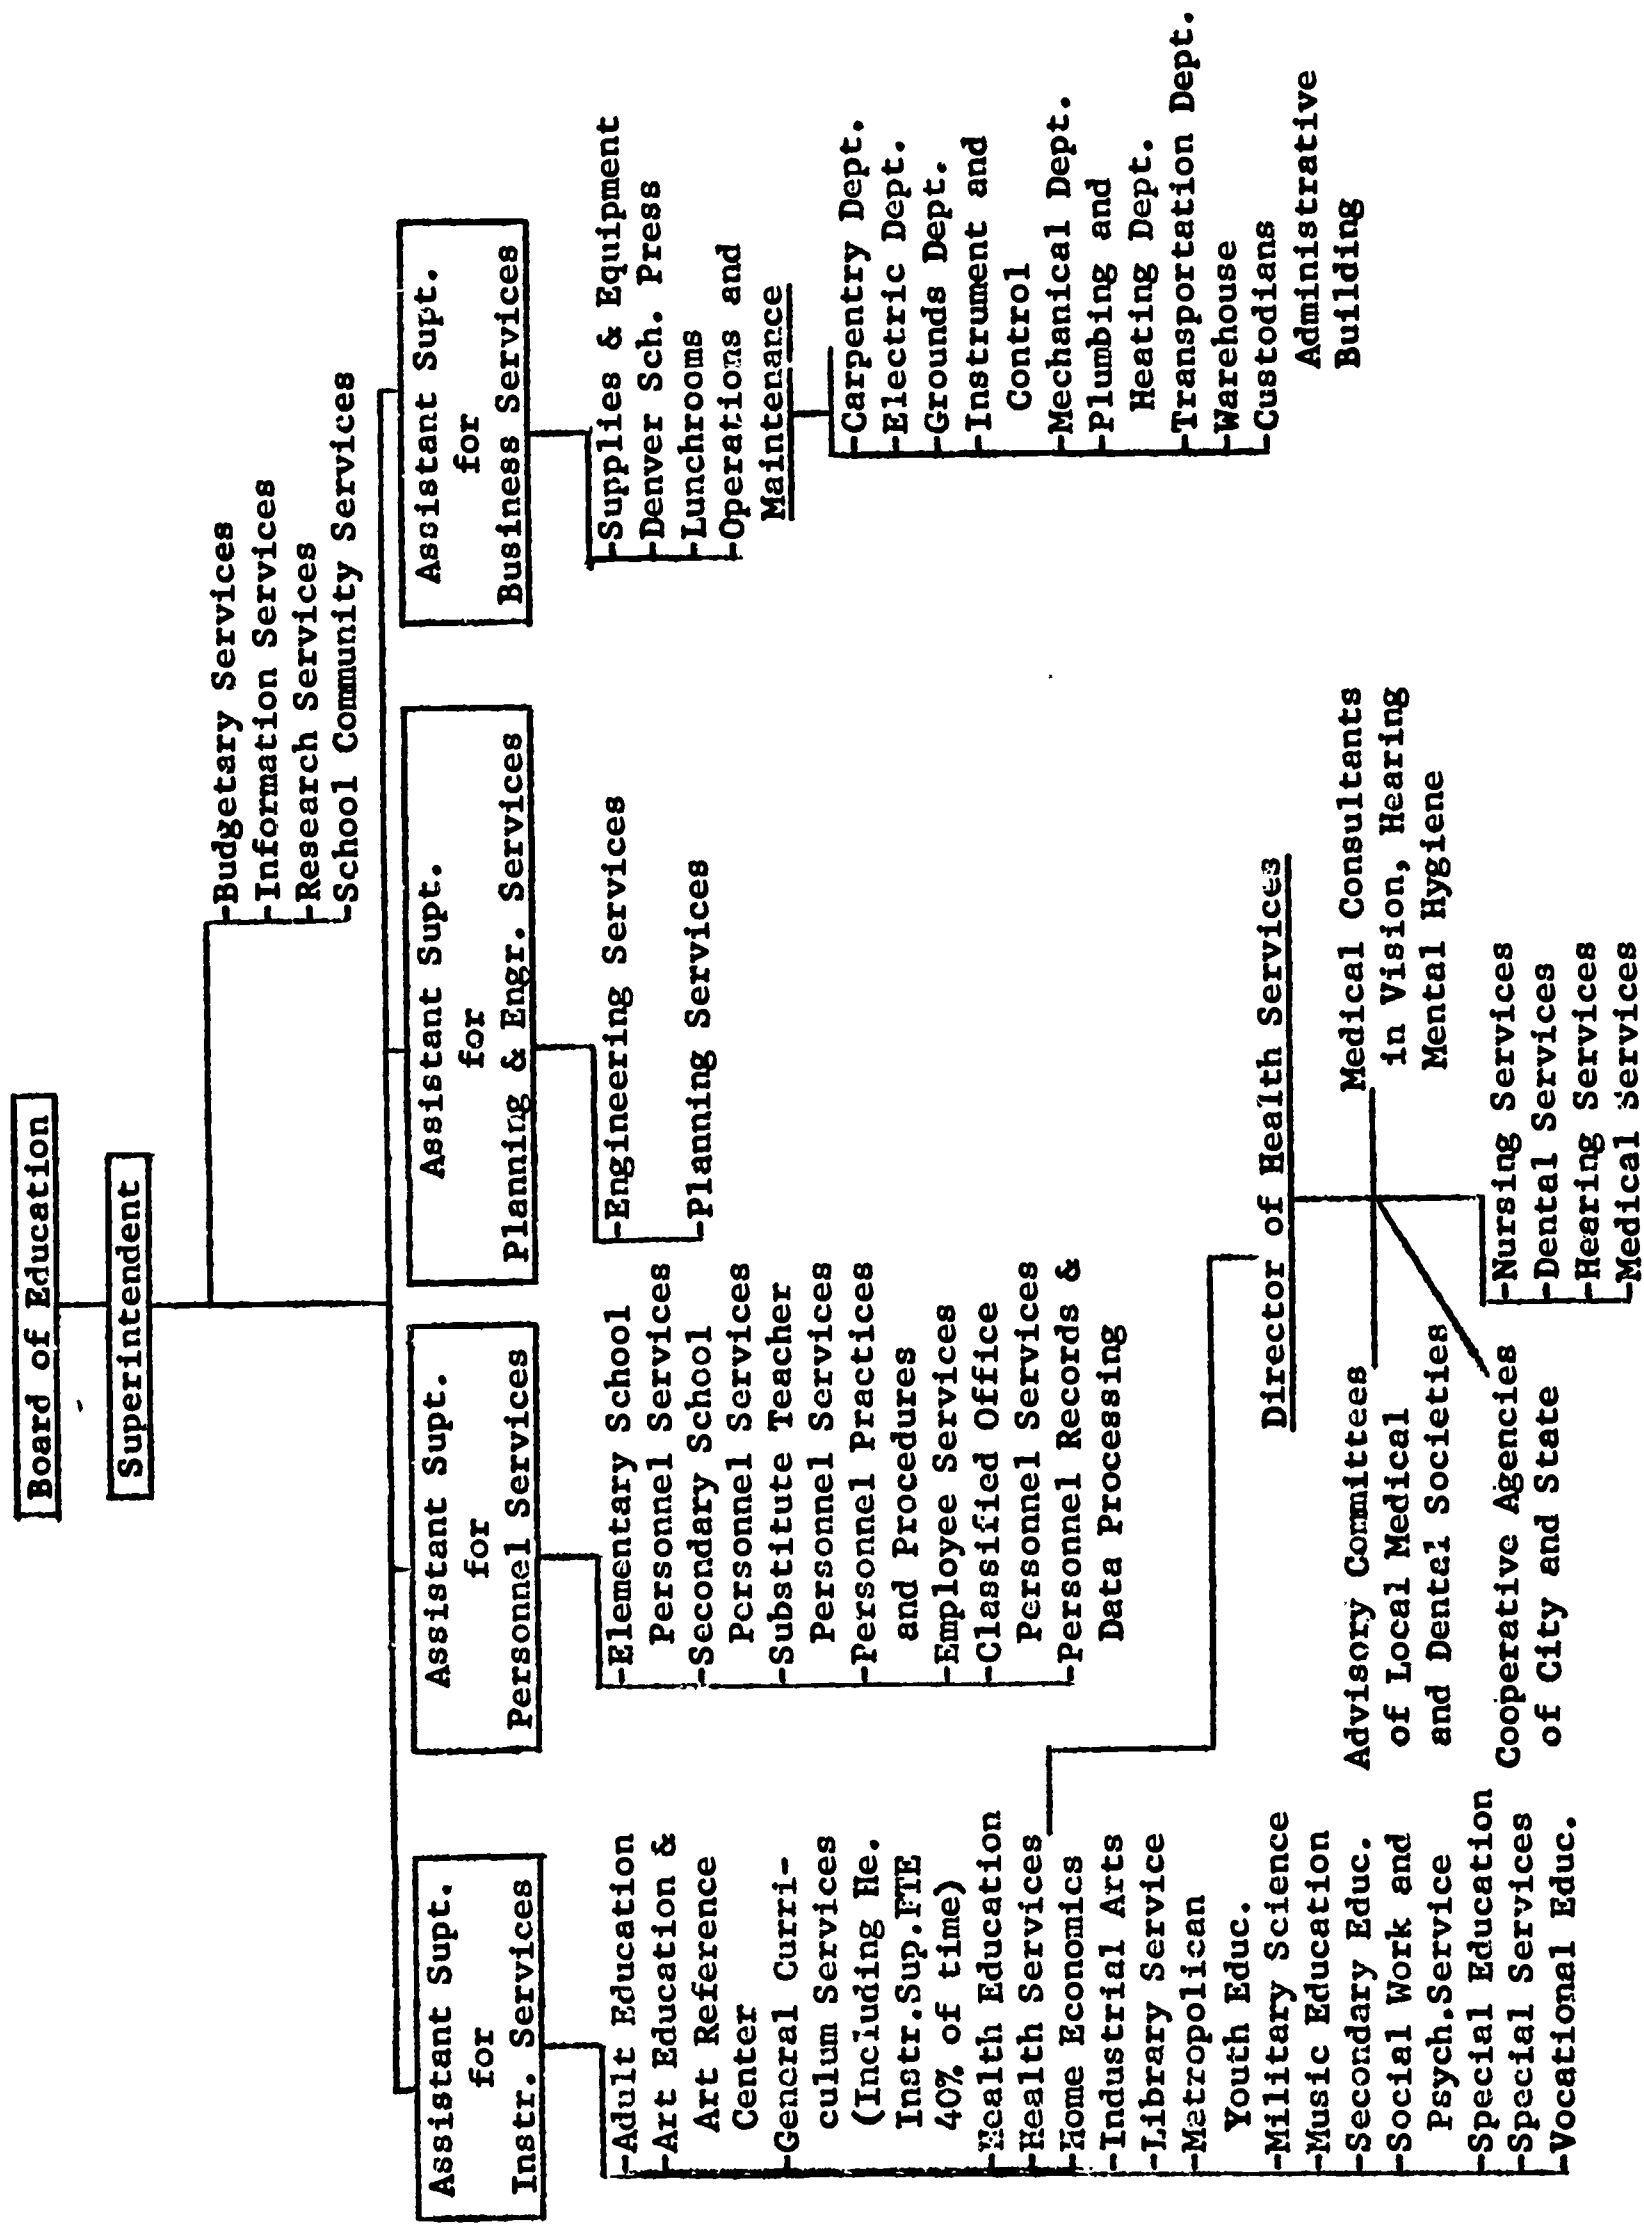 Board of Education
Superintendent
-Budgetary Services
-Information Services
-Research Services
-School Community Services
Assistant Supt.
for
Instr. Services
-Adult Education
-Art Education &
Art Reference
Center
-General Curri-
culum Services
(Including He.
Instr.Sup.FTE
40% of time)
-Health Education
-Health Services
-Home Economics
-Industrial Arts
-Library Service
-Metropolican
Youth Educ.
-Military Science
-Music Education
-Secondary Educ.
-Social Work and
Psych.Service
-Special Education
-Special Services
-Vocational Educ.
Assistant Supt.
for
Personnel Services
-Elementary School
Personnel Services
-Secondary School
Personnel Services
-Substitute Teacher
Personnel Services
-Personnel Practices
and Procedures
-Employee Services
-Classified Office
Personnel Services
-Personnel Records &
Data Processing
Assistant Supt.
for
Planning & Engr. Services
-Engineering Services
-Planning Services
Assistant Supt.
for
Business Services
-Supplies & Equipment
-Denver Sch. Press
-Lunchrooms
-Operations and
Maintenance
-Carpentry Dept.
-Electric Dept.
-Grounds Dept.
-Instrument and
Control
-Mechanical Dept.
-Plumbing and
Heating Dept.
-Transportation Dept.
-Warehouse
-Custodians
Administrative
Building
Director of Health Services
Advisory Committees
of Local Medical
and Dental Societies
Medical Consultants
in Vision, Hearing
Mental Hygiene
Cooperative Agencies
of City and State
-Nursing Services
-Dental Services
-Hearing Services
-Medical Services